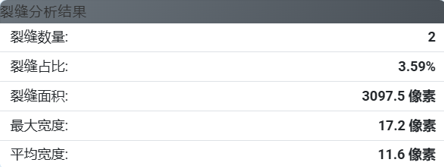 裂缝分析结果
裂缝数量: 2
裂缝占比: 3.59%
裂缝面积: 3097.5 像素
最大宽度: 17.2 像素
平均宽度: 11.6 像素